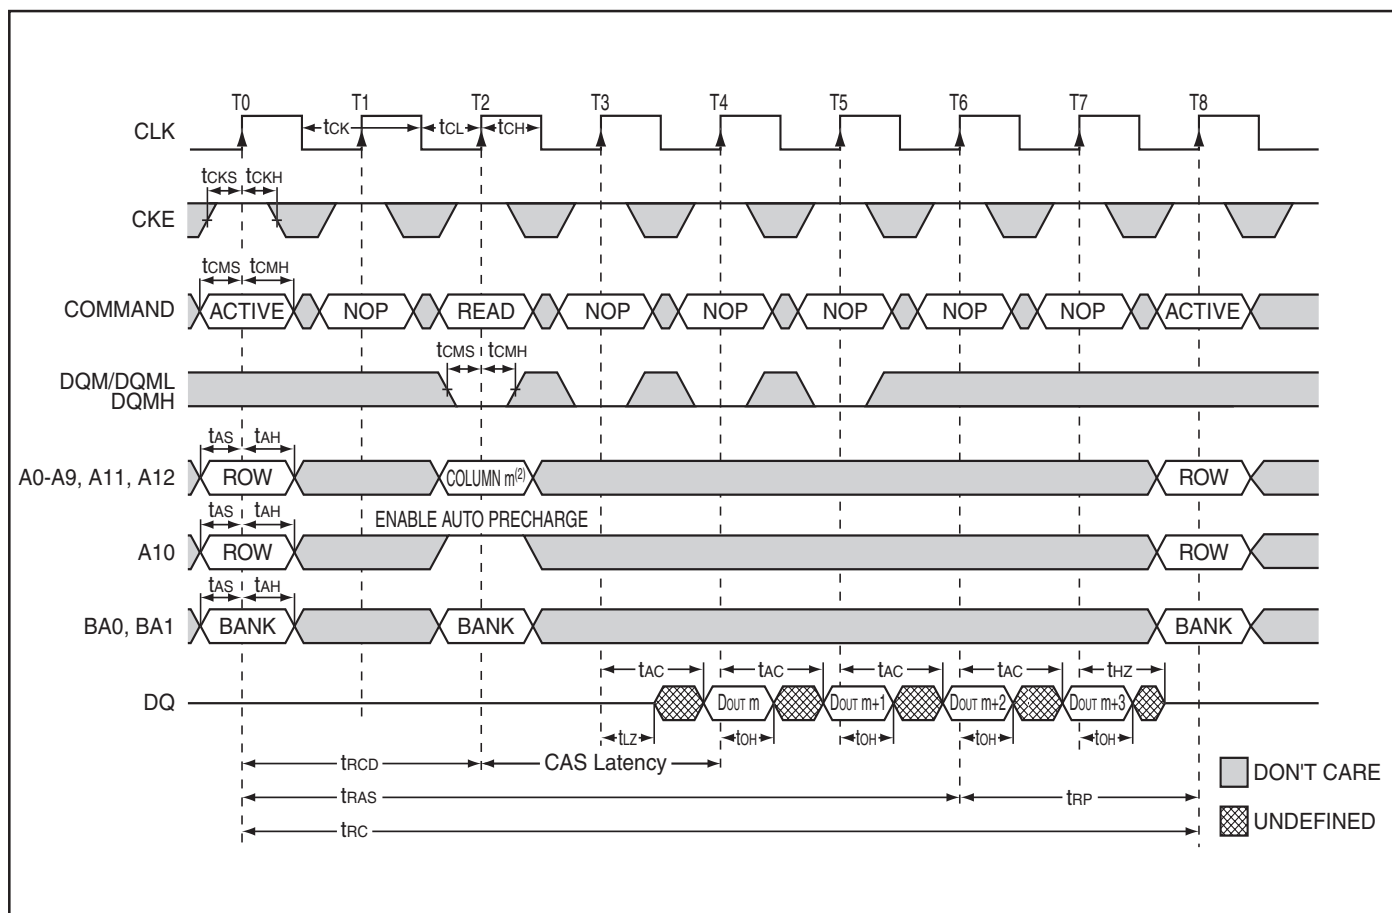 T0 T1 T2 T3 T4 T5 T6 T7 T8
CLK tCK tCL tCH
tCKS tCKH
CKE
tCMS tCMH
COMMAND ACTIVE NOP READ NOP NOP NOP NOP NOP ACTIVE
tCMS tCMH
DQM/DQML
DQMH
tAS tAH
A0-A9, A11, A12 ROW COLUMN m(2) ROW
tAS tAH ENABLE AUTO PRECHARGE
A10 ROW ROW
tAS tAH
BA0, BA1 BANK BANK BANK
tAC tAC tAC tAC tHZ
DQ DOUT m DOUT m+1 DOUT m+2 DOUT m+3
tLZ tOH tOH tOH tOH
tRCD CAS Latency
DON'T CARE
tRAS tRP
UNDEFINED
tRC